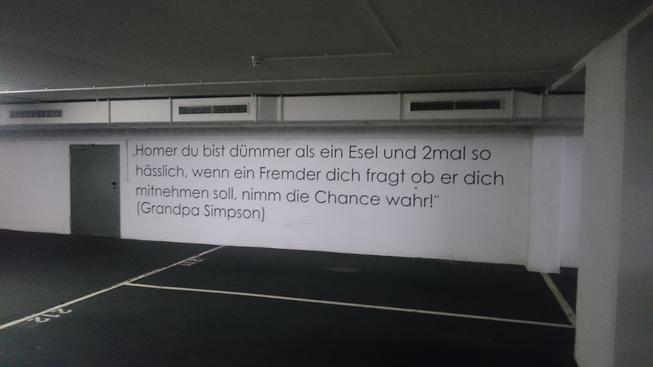 „Homer du bist dümmer als ein Esel und 2mal so
hässlich, wenn ein Fremder dich fragt ob er dich
mitnehmen soll, nimm die Chance wahr!“
(Grandpa Simpson)
212